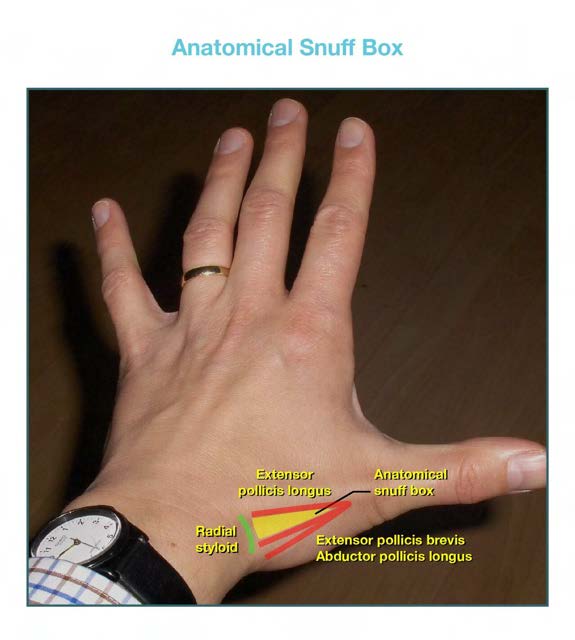 Anatomical Snuff Box
Extensor
pollicis longus
Anatomical
snuff box
Radial
styloid
Extensor pollicis brevis
Abductor pollicis longus